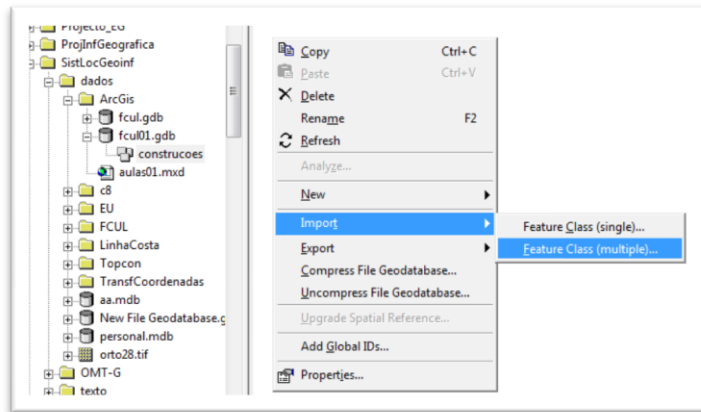 Projecto_EG
ProjInfGeografica
SistLocGeoinf
dados
ArcGis
fcul.gdb
fcul01.gdb
construcoes
aulas01.mxd
c8
EU
FCUL
LinhaCosta
Topcon
TransfCoordenadas
aa.mdb
New File Geodatabase.g
personal.mdb
orto28.tif
OMT-G
texto
Copy Ctrl+C
Paste Ctrl+V
Delete
Rename F2
Refresh
Analyze...
New
Import
Export
Compress File Geodatabase...
Uncompress File Geodatabase...
Upgrade Spatial Reference...
Add Global IDs...
Properties...
Feature Class (single)...
Feature Class (multiple)...